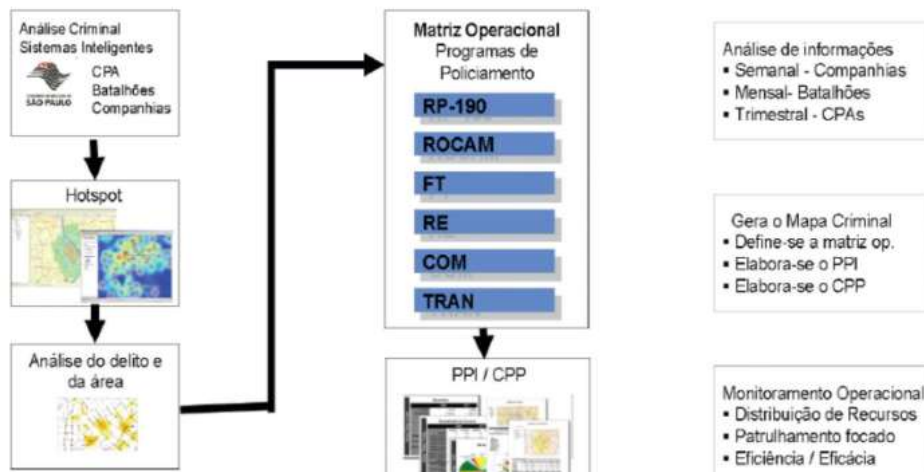 Análise Criminal
Sistemas Inteligentes
CPA
Batalhões
Companhias
SÃO PAULO
Hotspot
Análise do delito e
da área
Matriz Operacional
Programas de
Policiamento
RP-190
ROCAM
FT
RE
COM
TRAN
PPI / CPP
Análise de informações
▪ Semanal - Companhias
▪ Mensal- Batalhões
▪ Trimestral - CPAs
Gera o Mapa Criminal
▪ Define-se a matriz op.
▪ Elabora-se o PPI
▪ Elabora-se o CPP
Monitoramento Operacional
▪ Distribuição de Recursos
▪ Patrulhamento focado
▪ Eficiência / Eficácia